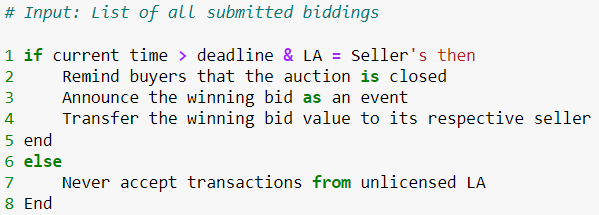 # Input: List of all submitted biddings
1 if current time > deadline & LA = Seller's then
2 Remind buyers that the auction is closed
3 Announce the winning bid as an event
4 Transfer the winning bid value to its respective seller
5 end
6 else
7 Never accept transactions from unlicensed LA
8 End